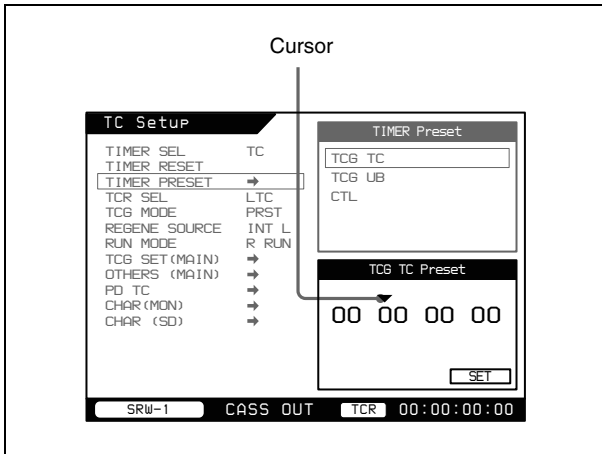 Cursor
TC Setup
TIMER SEL TC
TIMER RESET
TIMER PRESET ➔
TCR SEL LTC
TCG MODE PRST
REGENE SOURCE INT L
RUN MODE R RUN
TCG SET(MAIN) ➔
OTHERS (MAIN) ➔
PD TC ➔
CHAR(MON) ➔
CHAR (SD) ➔
TIMER Preset
TCG TC
TCG UB
CTL
TCG TC Preset
00 00 00 00
SET
SRW-1 CASS OUT TCR 00:00:00:00